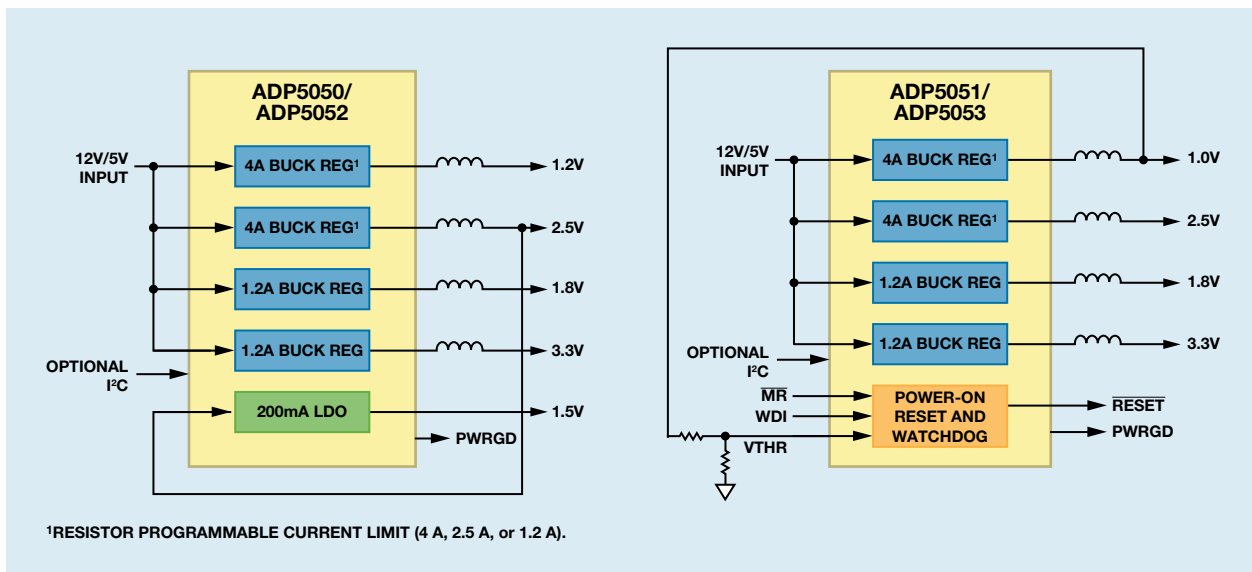 ADP5050/
ADP5052
12V/5V
INPUT
4A BUCK REG¹
1.2V
4A BUCK REG¹
2.5V
1.2A BUCK REG
1.8V
1.2A BUCK REG
3.3V
OPTIONAL
I²C
200mA LDO
1.5V
PWRGD
ADP5051/
ADP5053
12V/5V
INPUT
4A BUCK REG¹
1.0V
4A BUCK REG¹
2.5V
1.2A BUCK REG
1.8V
1.2A BUCK REG
3.3V
OPTIONAL
I²C
M̅R̅
WDI
VTHR
POWER-ON
RESET AND
WATCHDOG
R̅E̅S̅E̅T̅
PWRGD
¹RESISTOR PROGRAMMABLE CURRENT LIMIT (4 A, 2.5 A, or 1.2 A).